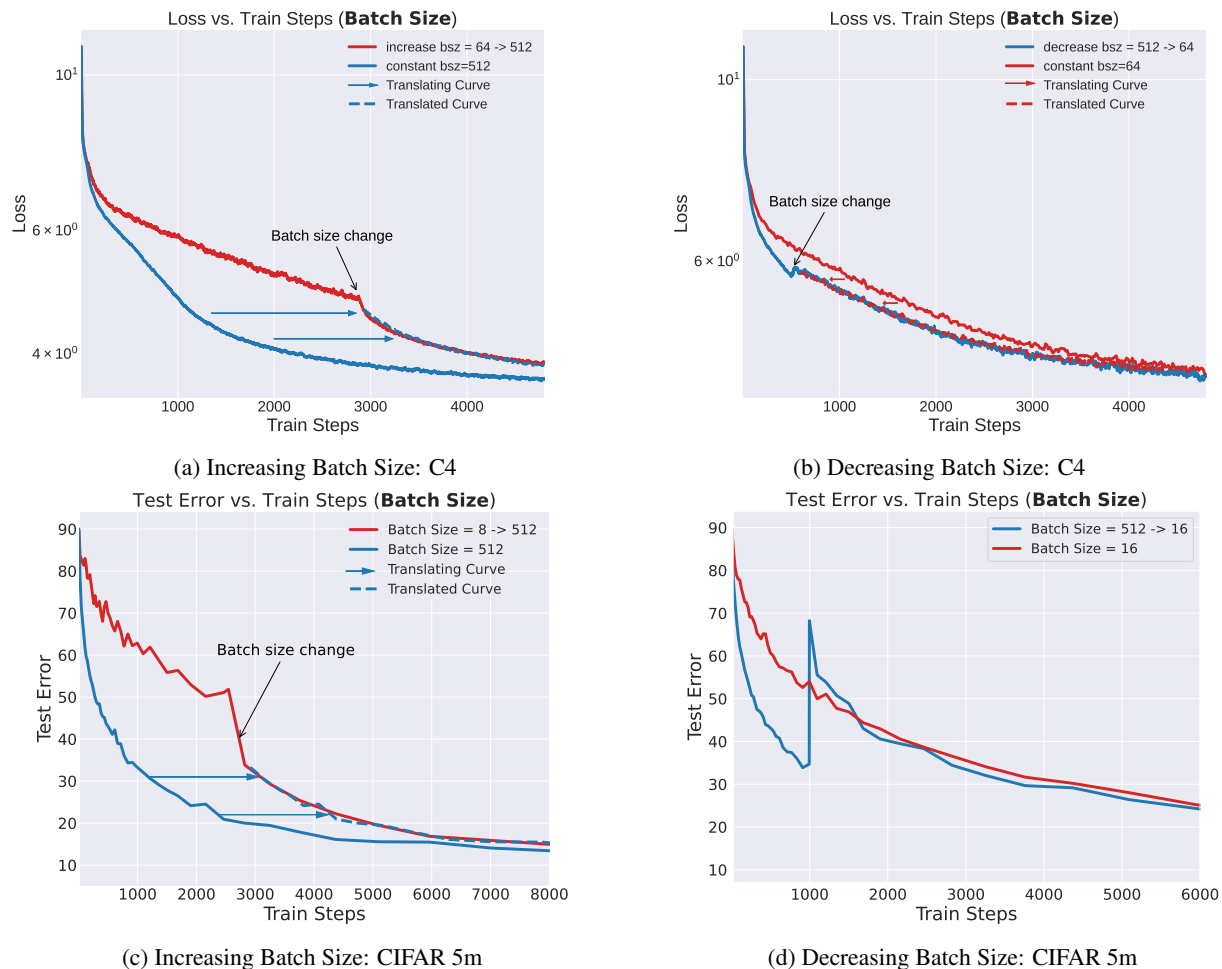 Loss vs. Train Steps (Batch Size)
increase bsz = 64 -> 512
constant bsz=512
Translating Curve
Translated Curve
10¹
6 × 10⁰
4 × 10⁰
Loss
Batch size change
1000 2000 3000 4000
Train Steps
(a) Increasing Batch Size: C4
Loss vs. Train Steps (Batch Size)
decrease bsz = 512 -> 64
constant bsz=64
Translating Curve
Translated Curve
10¹
6 × 10⁰
Loss
Batch size change
1000 2000 3000 4000
Train Steps
(b) Decreasing Batch Size: C4
Test Error vs. Train Steps (Batch Size)
Batch Size = 8 -> 512
Batch Size = 512
Translating Curve
Translated Curve
90
80
70
60
50
40
30
20
10
Test Error
Batch size change
1000 2000 3000 4000 5000 6000 7000 8000
Train Steps
(c) Increasing Batch Size: CIFAR 5m
Test Error vs. Train Steps (Batch Size)
Batch Size = 512 -> 16
Batch Size = 16
90
80
70
60
50
40
30
20
10
Test Error
1000 2000 3000 4000 5000 6000
Train Steps
(d) Decreasing Batch Size: CIFAR 5m